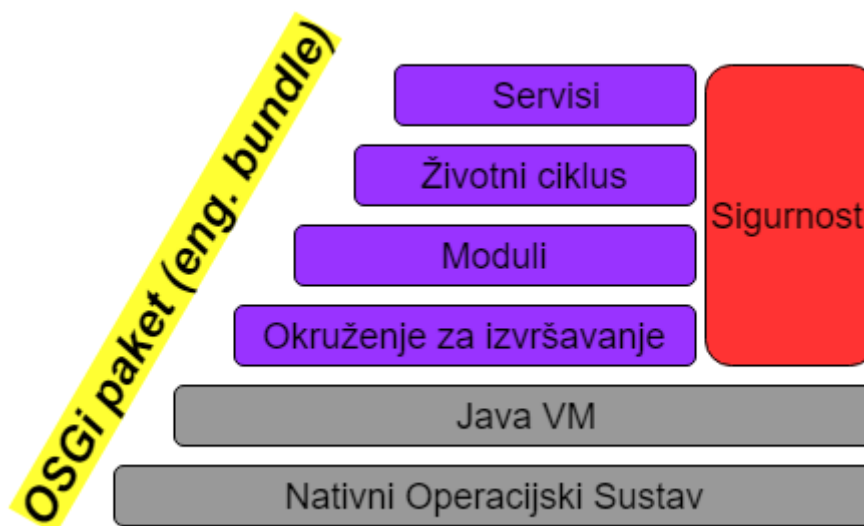 OSGi paket (eng. bundle)
Servisi
Životni ciklus
Moduli
Okruženje za izvršavanje
Sigurnost
Java VM
Nativni Operacijski Sustav